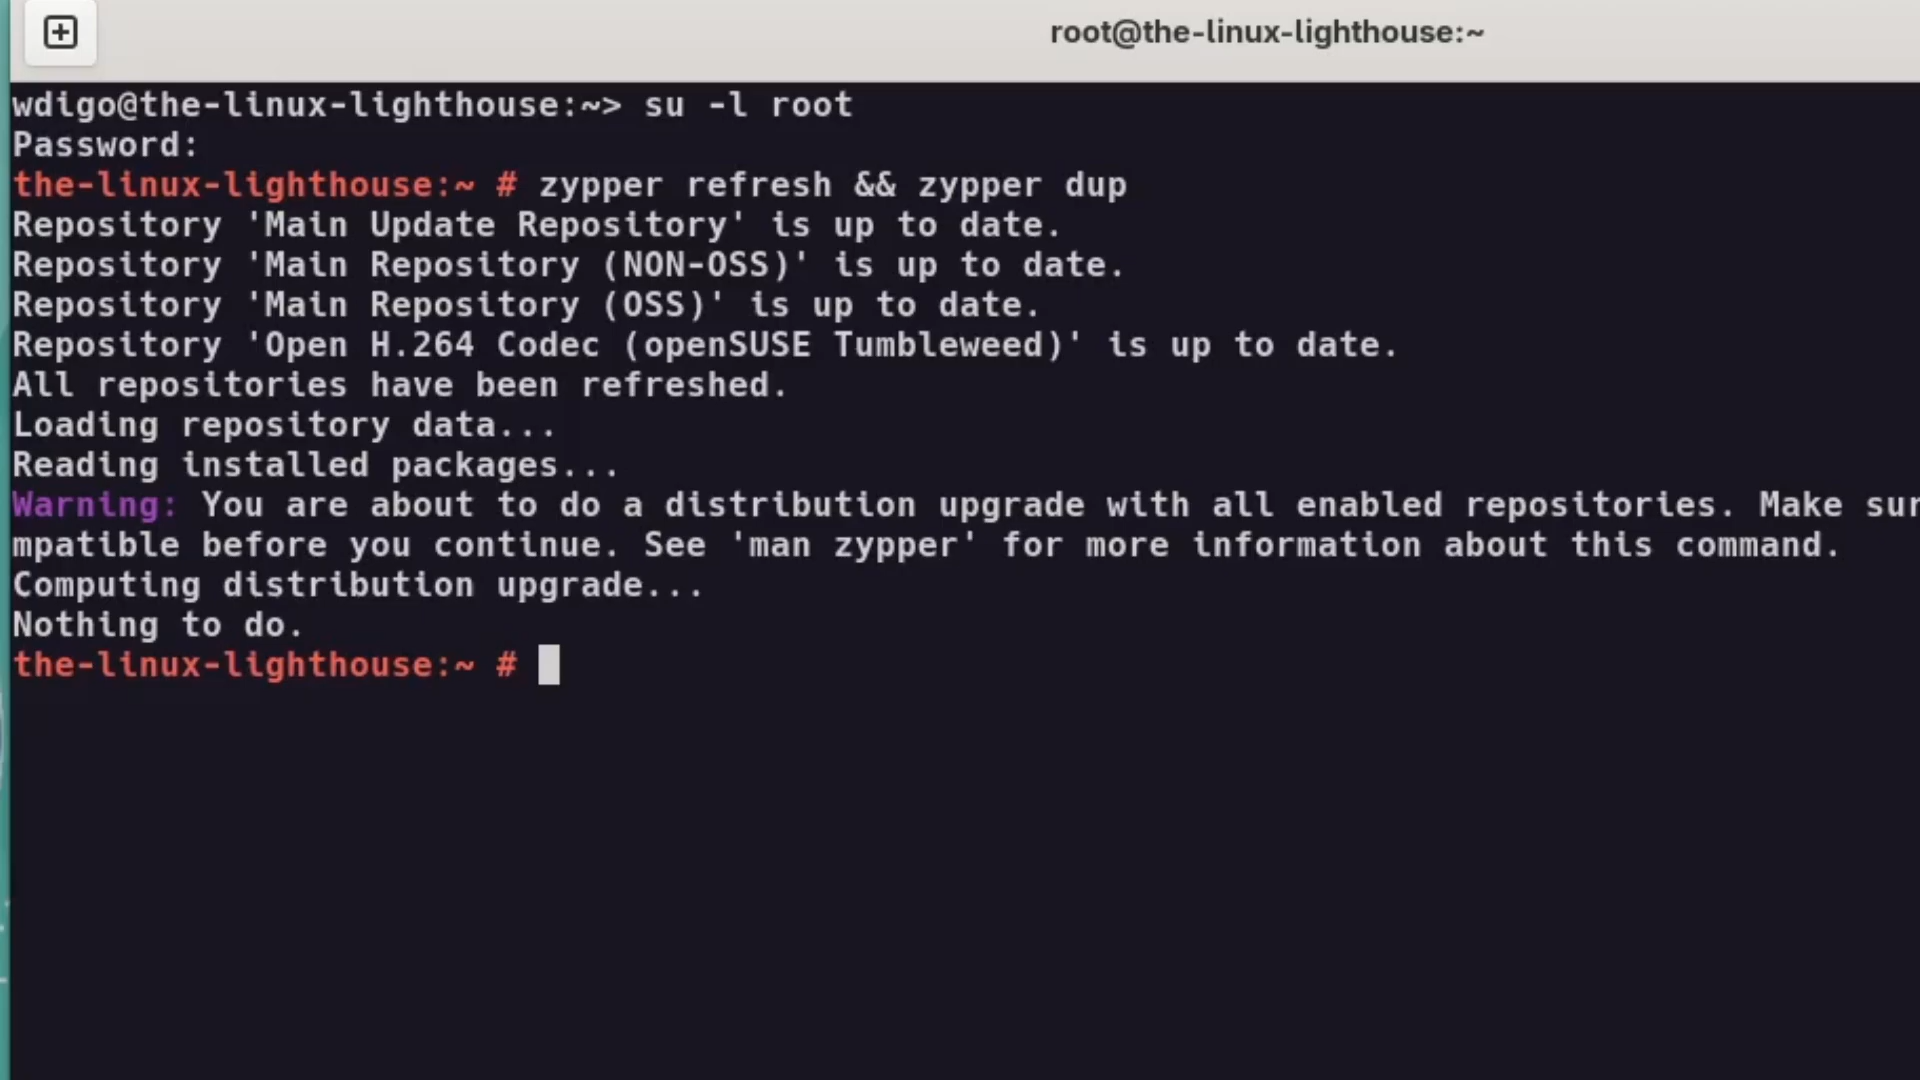 root@the-linux-lighthouse:~
wdigo@the-linux-lighthouse:~> su -l root
Password:
the-linux-lighthouse:~ # zypper refresh && zypper dup
Repository 'Main Update Repository' is up to date.
Repository 'Main Repository (NON-OSS)' is up to date.
Repository 'Main Repository (OSS)' is up to date.
Repository 'Open H.264 Codec (openSUSE Tumbleweed)' is up to date.
All repositories have been refreshed.
Loading repository data...
Reading installed packages...
Warning: You are about to do a distribution upgrade with all enabled repositories. Make sur
mpatible before you continue. See 'man zypper' for more information about this command.
Computing distribution upgrade...
Nothing to do.
the-linux-lighthouse:~ #